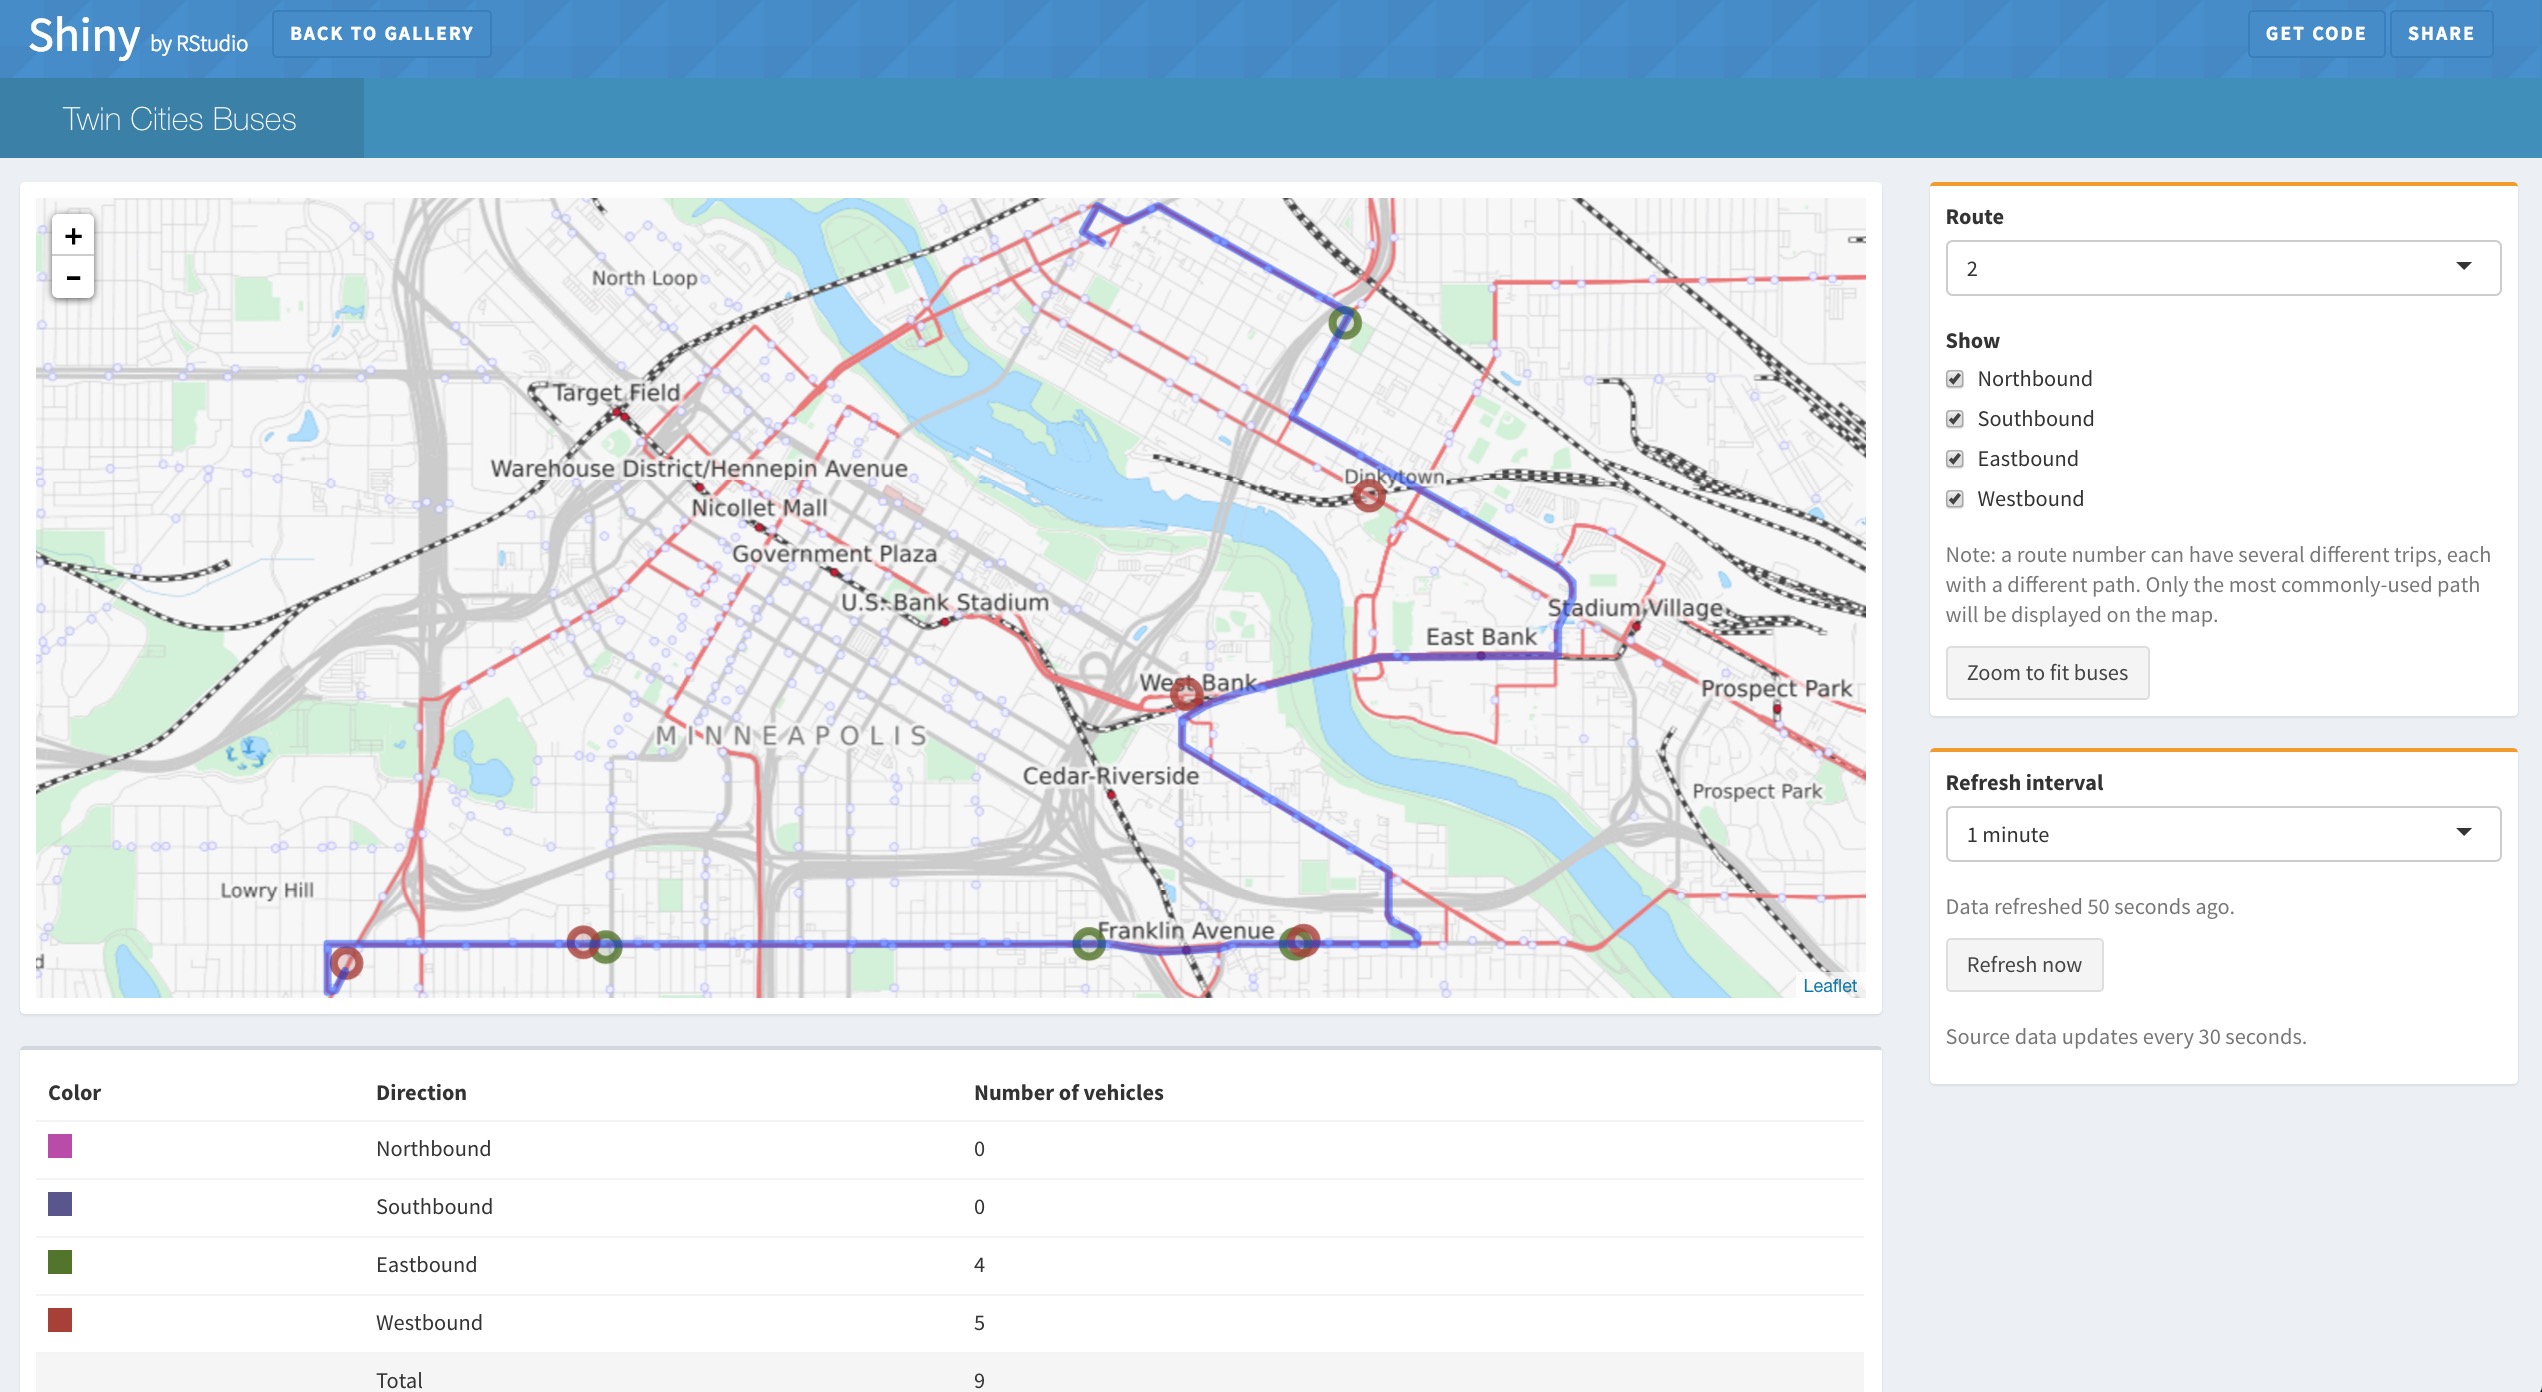 Shiny by RStudio
BACK TO GALLERY
GET CODE
SHARE
Twin Cities Buses
+
−
North Loop
Target Field
Warehouse District/Hennepin Avenue
Nicollet Mall
Government Plaza
U.S. Bank Stadium
Dinkytown
Stadium Village
East Bank
West Bank
Prospect Park
MINNEAPOLIS
Cedar-Riverside
Prospect Park
Lowry Hill
Franklin Avenue
d
Leaflet
Route
2
Show
Northbound
Southbound
Eastbound
Westbound
Note: a route number can have several different trips, each
with a different path. Only the most commonly-used path
will be displayed on the map.
Zoom to fit buses
Refresh interval
1 minute
Data refreshed 50 seconds ago.
Refresh now
Source data updates every 30 seconds.
Color Direction Number of vehicles
Northbound 0
Southbound 0
Eastbound 4
Westbound 5
Total 9